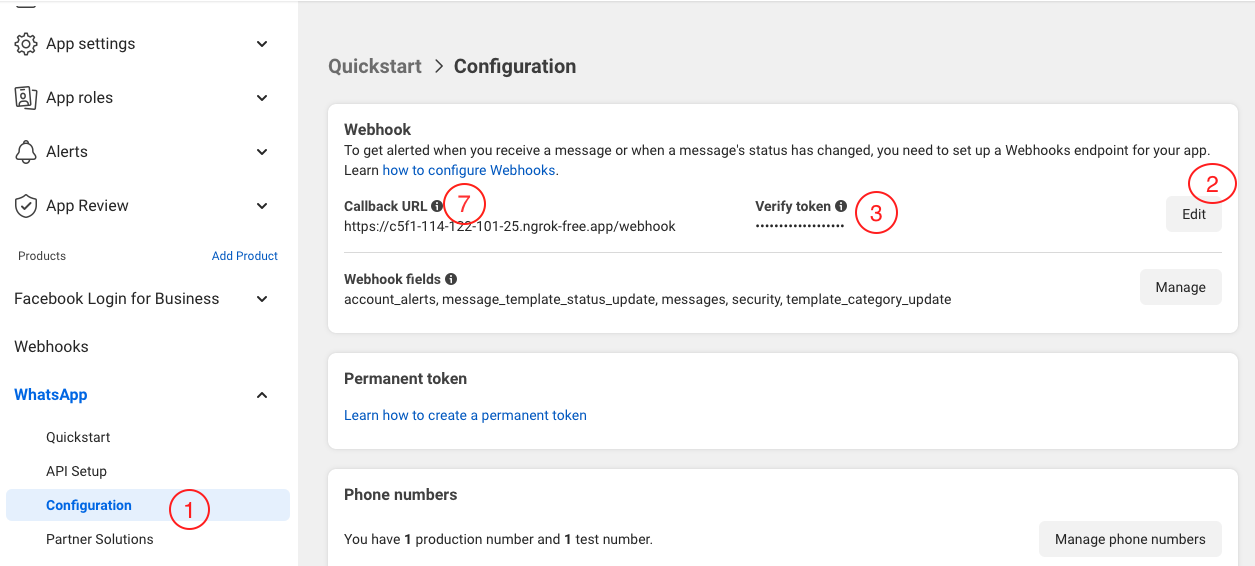 App settings
App roles
Alerts
App Review
Products Add Product
Facebook Login for Business
Webhooks
WhatsApp
Quickstart
API Setup
Configuration 1
Partner Solutions
Quickstart > Configuration
Webhook
To get alerted when you receive a message or when a message's status has changed, you need to set up a Webhooks endpoint for your app.
Learn how to configure Webhooks.
Callback URL 7
https://c5f1-114-122-101-25.ngrok-free.app/webhook
Verify token 3
•••••••••••••••••••
2
Edit
Webhook fields
account_alerts, message_template_status_update, messages, security, template_category_update
Manage
Permanent token
Learn how to create a permanent token
Phone numbers
You have 1 production number and 1 test number.
Manage phone numbers